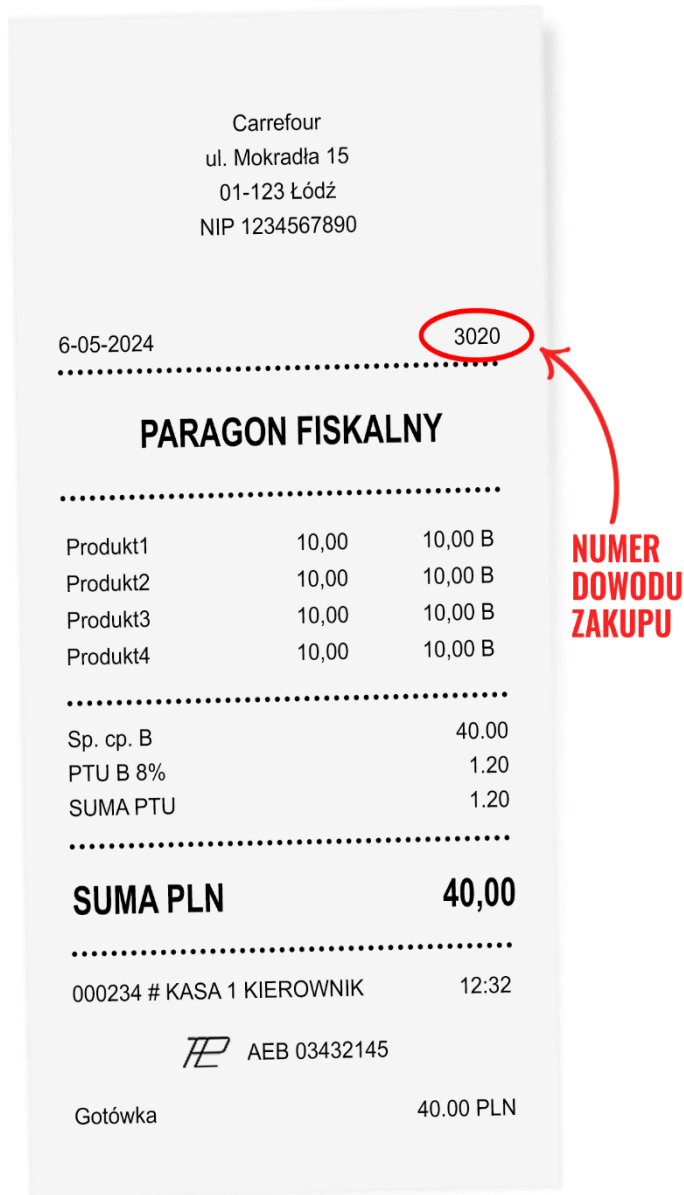 Carrefour
ul. Mokradła 15
01-123 Łódź
NIP 1234567890
6-05-2024 3020
PARAGON FISKALNY
Produkt1 10,00 10,00 B
Produkt2 10,00 10,00 B
Produkt3 10,00 10,00 B
Produkt4 10,00 10,00 B
Sp. cp. B 40.00
PTU B 8% 1.20
SUMA PTU 1.20
SUMA PLN 40,00
000234 # KASA 1 KIEROWNIK 12:32
AEB 03432145
Gotówka 40.00 PLN
NUMER
DOWODU
ZAKUPU